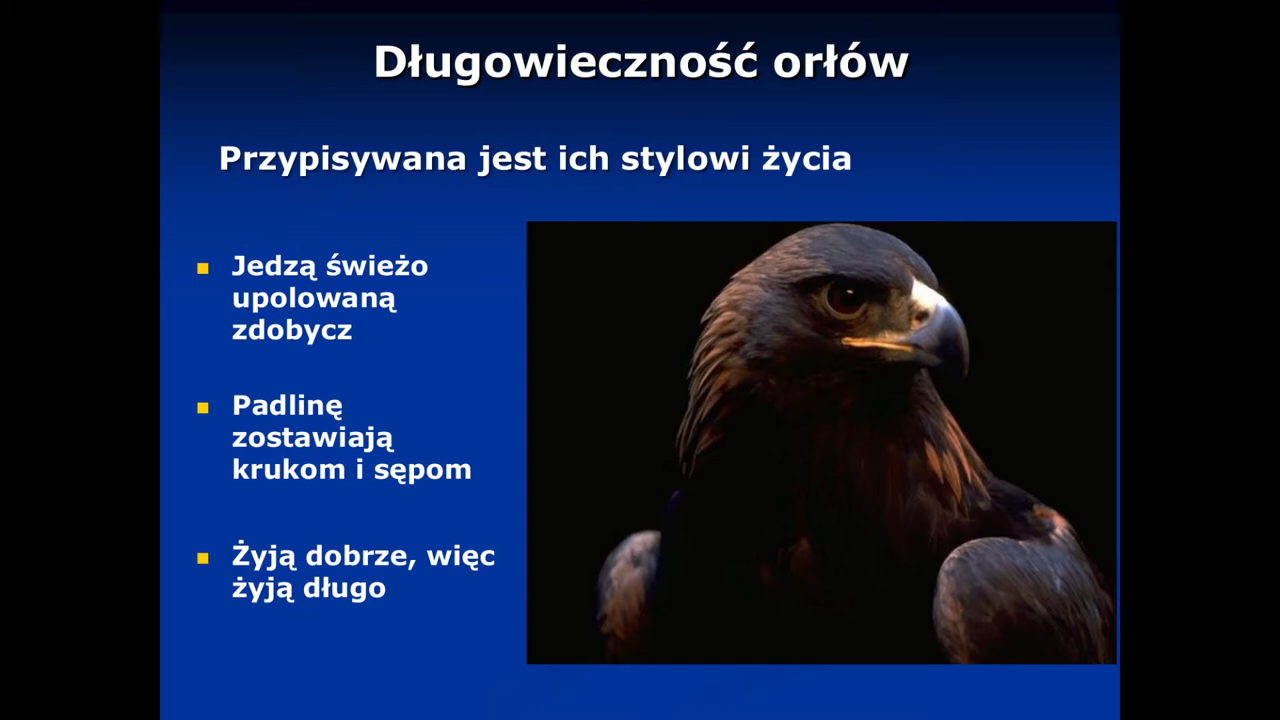 Długowieczność orłów
Przypisywana jest ich stylowi życia
Jedzą świeżo
upolowaną
zdobycz
Padlinę
zostawiają
krukom i sępom
Żyją dobrze, więc
żyją długo